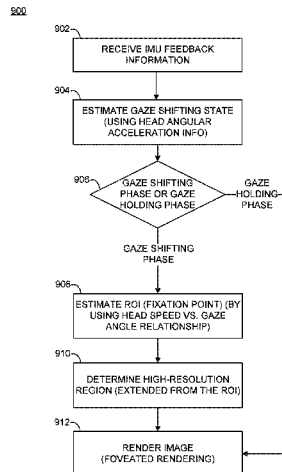 900
902
RECEIVE IMU FEEDBACK
INFORMATION
904
ESTIMATE GAZE SHIFTING STATE
(USING HEAD ANGULAR
ACCELERATION INFO)
906
GAZE SHIFTING
PHASE OR GAZE
HOLDING PHASE
GAZE
HOLDING
PHASE
GAZE SHIFTING
PHASE
908
ESTIMATE ROI (FIXATION POINT) (BY
USING HEAD SPEED VS. GAZE
ANGLE RELATIONSHIP)
910
DETERMINE HIGH-RESOLUTION
REGION (EXTENDED FROM THE ROI)
912
RENDER IMAGE
(FOVEATED RENDERING)